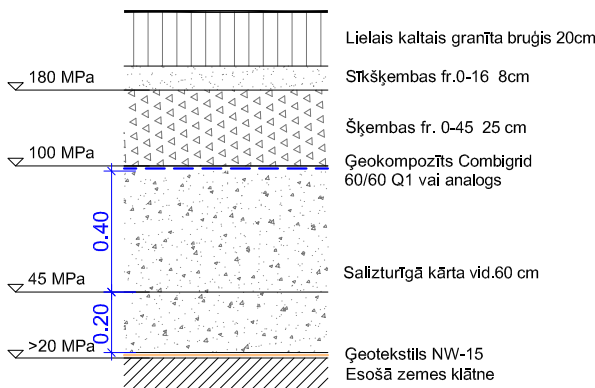 Lielais kaltais granīta bruģis 20cm
180 MPa
Sīkšķembas fr.0-16 8cm
Šķembas fr. 0-45 25 cm
100 MPa
Ģeokompozīts Combigrid
60/60 Q1 vai analogs
0.40
45 MPa
Salizturīgā kārta vid.60 cm
0.20
>20 MPa
Ģeotekstils NW-15
Esošā zemes klātne